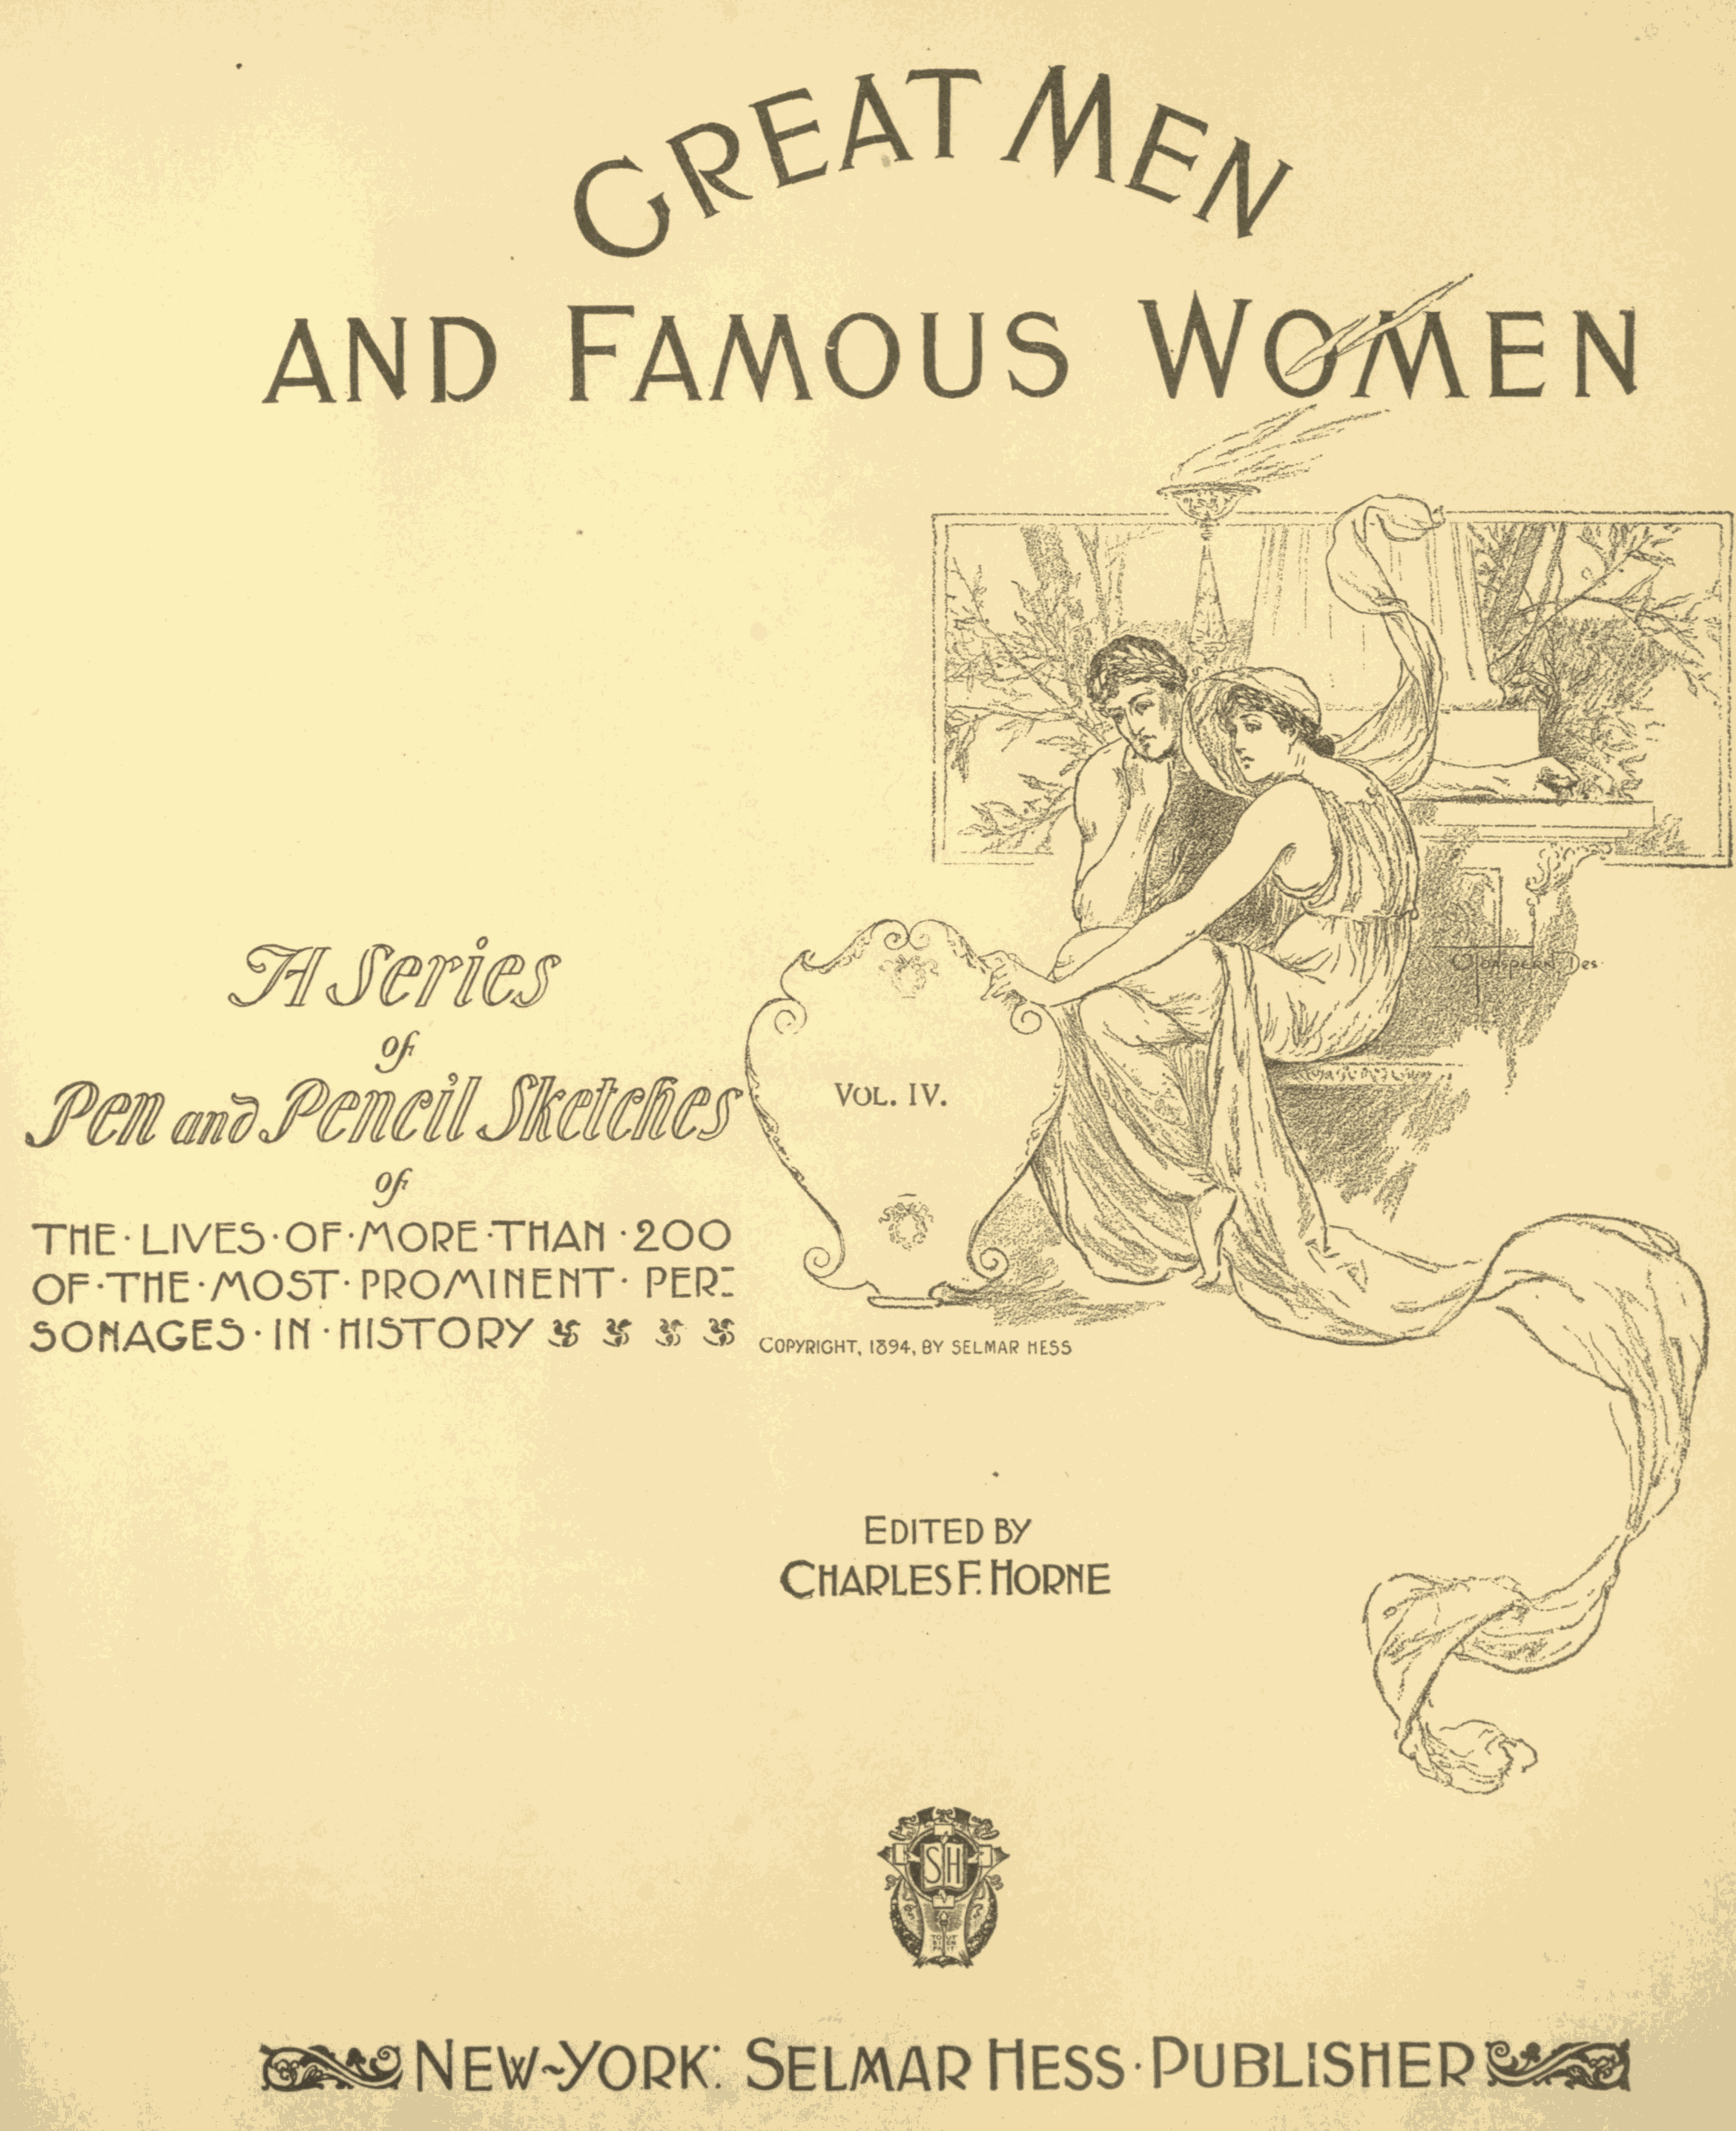 GREAT MEN
AND FAMOUS WOMEN
A Series
of
Pen and Pencil Sketches
of
THE · LIVES · OF · MORE · THAN · 200
OF · THE · MOST · PROMINENT · PER-
SONAGES · IN · HISTORY
VOL. IV.
COPYRIGHT, 1894, BY SELMAR HESS
EDITED BY
CHARLES F. HORNE
SH
NEW-YORK: SELMAR HESS · PUBLISHER